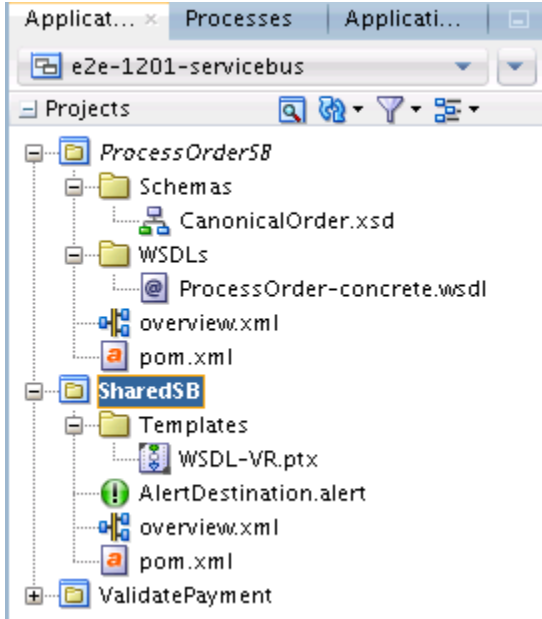 Applicat... Processes Applicati...
e2e-1201-servicebus
Projects
ProcessOrderSB
Schemas
CanonicalOrder.xsd
WSDLs
ProcessOrder-concrete.wsdl
overview.xml
pom.xml
SharedSB
Templates
WSDL-VR.ptx
AlertDestination.alert
overview.xml
pom.xml
ValidatePayment